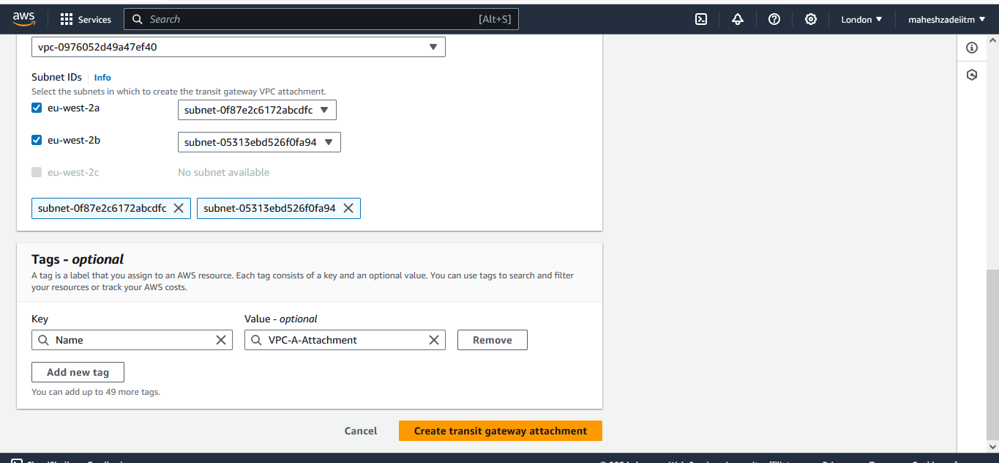 aws Services Search [Alt+S] London maheshzadeiitm
vpc-0976052d49a47ef40
Subnet IDs Info
Select the subnets in which to create the transit gateway VPC attachment.
eu-west-2a subnet-0f87e2c6172abcdfc
eu-west-2b subnet-05313ebd526f0fa94
eu-west-2c No subnet available
subnet-0f87e2c6172abcdfc subnet-05313ebd526f0fa94
Tags - optional
A tag is a label that you assign to an AWS resource. Each tag consists of a key and an optional value. You can use tags to search and filter
your resources or track your AWS costs.
Key Value - optional
Name VPC-A-Attachment Remove
Add new tag
You can add up to 49 more tags.
Cancel Create transit gateway attachment